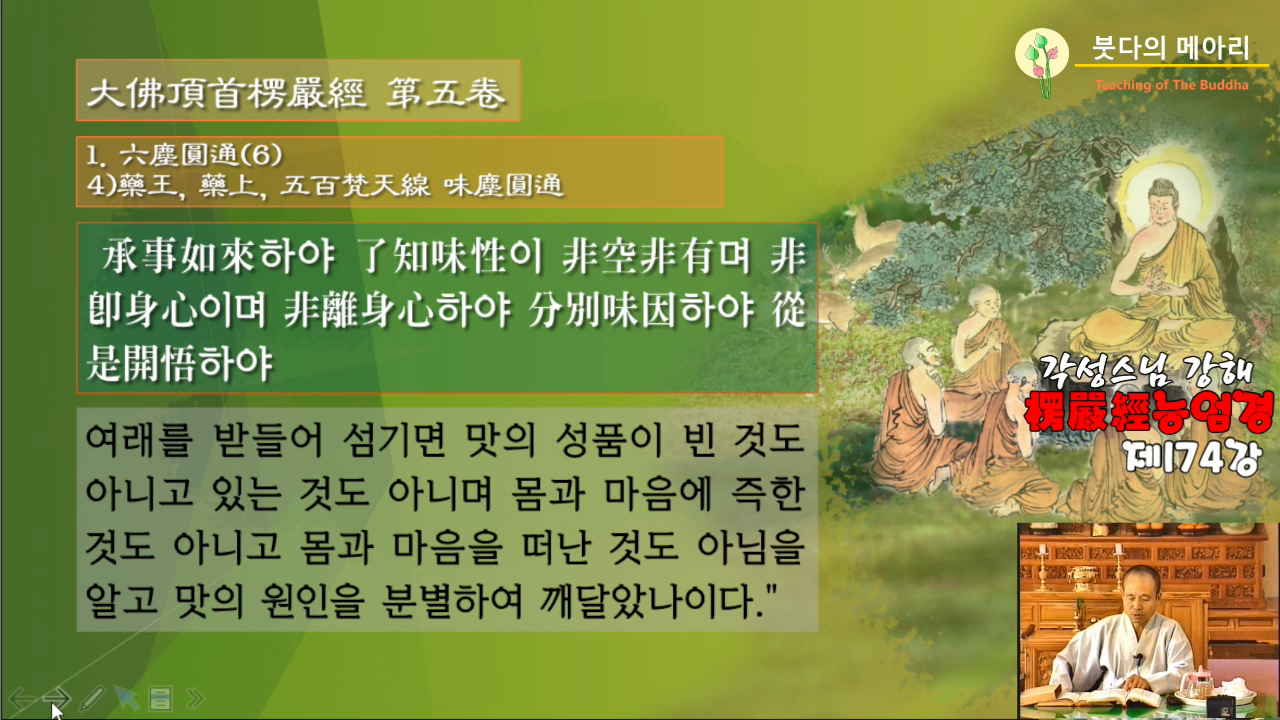 大佛頂首楞嚴經 第五卷
1. 六塵圓通(6)
4)藥王, 藥上, 五百梵天線 味塵圓通
承事如來하야 了知味性이 非空非有며 非
卽身心이며 非離身心하야 分別味因하야 從
是開悟하야
여래를 받들어 섬기면 맛의 성품이 빈 것도
아니고 있는 것도 아니며 몸과 마음에 즉한
것도 아니고 몸과 마음을 떠난 것도 아님을
알고 맛의 원인을 분별하여 깨달았나이다."
붓다의 메아리
Teaching of The Buddha
각성스님 강해
楞嚴經능엄경
제174강